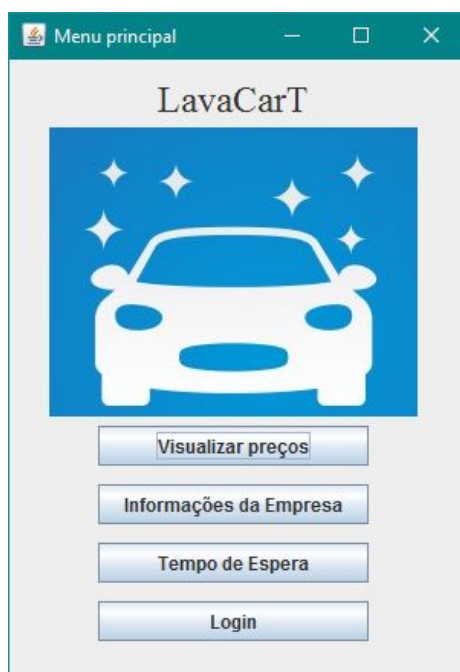 Menu principal
LavaCarT
Visualizar preços
Informações da Empresa
Tempo de Espera
Login